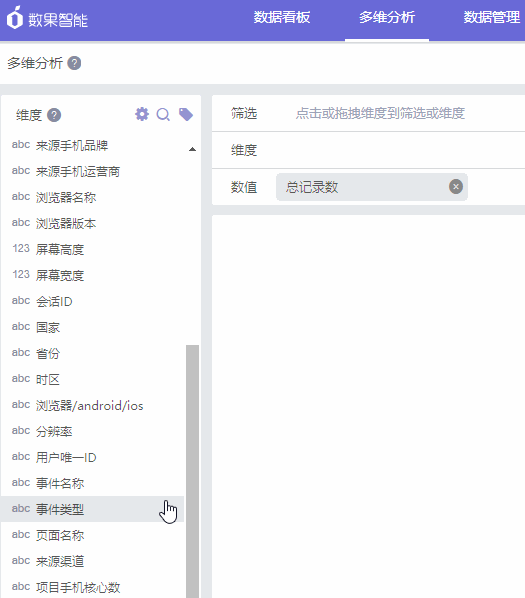 数果智能
数据看板 多维分析 数据管理
多维分析 ?
维度 ?
abc 来源手机品牌
abc 来源手机运营商
abc 浏览器名称
abc 浏览器版本
123 屏幕高度
123 屏幕宽度
abc 会话ID
abc 国家
abc 省份
abc 时区
abc 浏览器/android/ios
abc 分辨率
abc 用户唯一ID
abc 事件名称
abc 事件类型
abc 页面名称
abc 来源渠道
abc 项目手机核心数
筛选 点击或拖拽维度到筛选或维度
维度
数值 总记录数